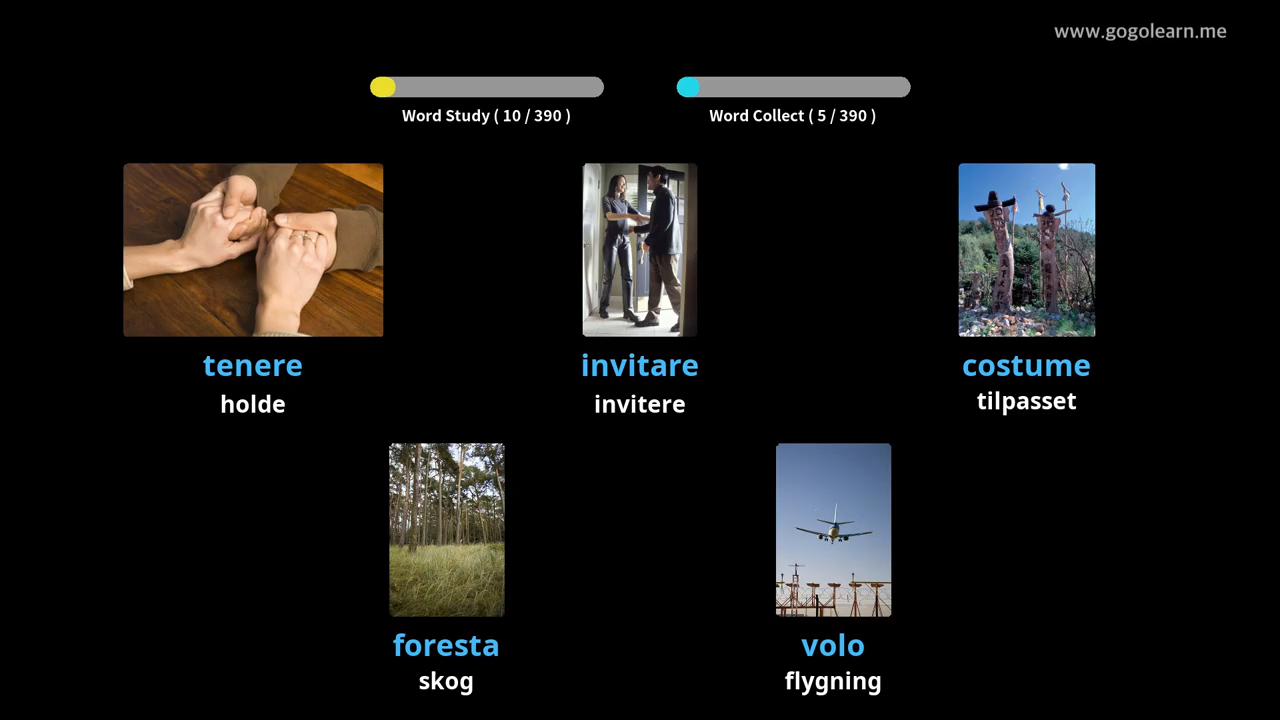 www.gogolearn.me
Word Study ( 10 / 390 )
Word Collect ( 5 / 390 )
tenere
holde
invitare
invitere
costume
tilpasset
foresta
skog
volo
flygning